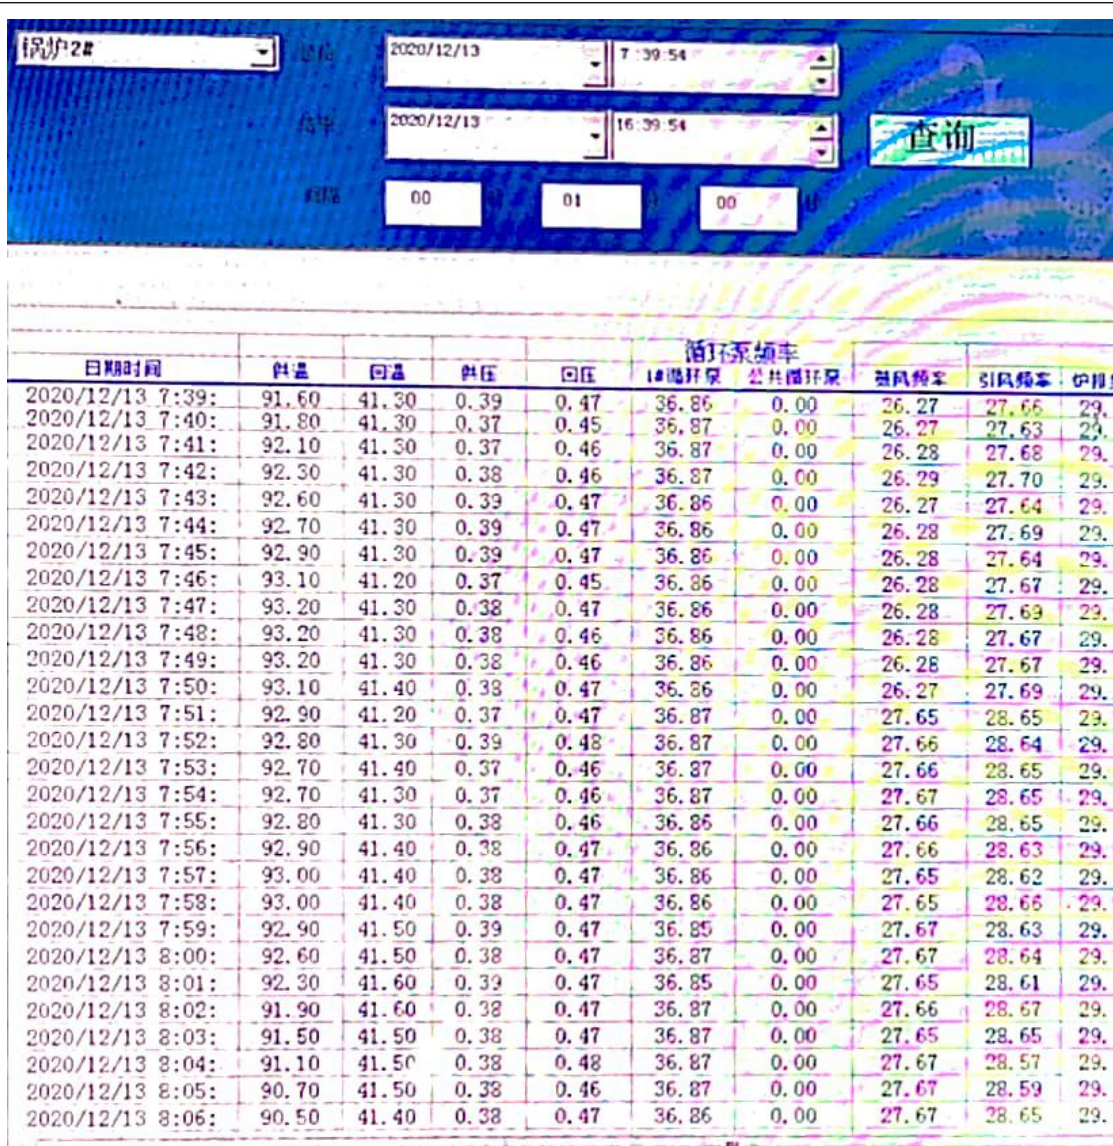 锅炉2#
2020/12/13 7:39:54
2020/12/13 16:39:54
查询
00 01 00
循环泵频率
日期时间 供温 回温 供压 回压 1#循环泵 公共循环泵 鼓风频率 引风频率 炉排
2020/12/13 7:39: 91.60 41.30 0.39 0.47 36.86 0.00 26.27 27.66 29.
2020/12/13 7:40: 91.80 41.30 0.37 0.45 36.87 0.00 26.27 27.63 29.
2020/12/13 7:41: 92.10 41.30 0.37 0.46 36.87 0.00 26.28 27.68 29.
2020/12/13 7:42: 92.30 41.30 0.38 0.46 36.87 0.00 26.29 27.70 29.
2020/12/13 7:43: 92.60 41.30 0.39 0.47 36.86 0.00 26.27 27.64 29.
2020/12/13 7:44: 92.70 41.30 0.39 0.47 36.86 0.00 26.28 27.69 29.
2020/12/13 7:45: 92.90 41.30 0.39 0.47 36.86 0.00 26.28 27.64 29.
2020/12/13 7:46: 93.10 41.20 0.37 0.45 36.86 0.00 26.28 27.67 29.
2020/12/13 7:47: 93.20 41.30 0.38 0.47 36.86 0.00 26.28 27.69 29.
2020/12/13 7:48: 93.20 41.30 0.38 0.46 36.86 0.00 26.28 27.67 29.
2020/12/13 7:49: 93.20 41.30 0.38 0.46 36.86 0.00 26.28 27.67 29.
2020/12/13 7:50: 93.10 41.40 0.38 0.47 36.86 0.00 26.27 27.69 29.
2020/12/13 7:51: 92.90 41.20 0.37 0.47 36.87 0.00 27.65 28.65 29.
2020/12/13 7:52: 92.80 41.30 0.39 0.48 36.87 0.00 27.66 28.64 29.
2020/12/13 7:53: 92.70 41.40 0.37 0.46 36.87 0.00 27.66 28.65 29.
2020/12/13 7:54: 92.70 41.30 0.37 0.46 36.87 0.00 27.67 28.65 29.
2020/12/13 7:55: 92.80 41.30 0.38 0.46 36.86 0.00 27.66 28.65 29.
2020/12/13 7:56: 92.90 41.40 0.38 0.47 36.86 0.00 27.66 28.63 29.
2020/12/13 7:57: 93.00 41.40 0.38 0.47 36.86 0.00 27.65 28.62 29.
2020/12/13 7:58: 93.00 41.40 0.38 0.47 36.86 0.00 27.65 28.66 29.
2020/12/13 7:59: 92.90 41.50 0.39 0.47 36.85 0.00 27.67 28.63 29.
2020/12/13 8:00: 92.60 41.50 0.38 0.47 36.87 0.00 27.67 28.64 29.
2020/12/13 8:01: 92.30 41.60 0.39 0.47 36.85 0.00 27.65 28.61 29.
2020/12/13 8:02: 91.90 41.60 0.38 0.47 36.87 0.00 27.66 28.67 29.
2020/12/13 8:03: 91.50 41.50 0.38 0.47 36.87 0.00 27.65 28.65 29.
2020/12/13 8:04: 91.10 41.50 0.38 0.48 36.87 0.00 27.67 28.57 29.
2020/12/13 8:05: 90.70 41.50 0.38 0.46 36.87 0.00 27.67 28.59 29.
2020/12/13 8:06: 90.50 41.40 0.38 0.47 36.86 0.00 27.67 28.65 29.